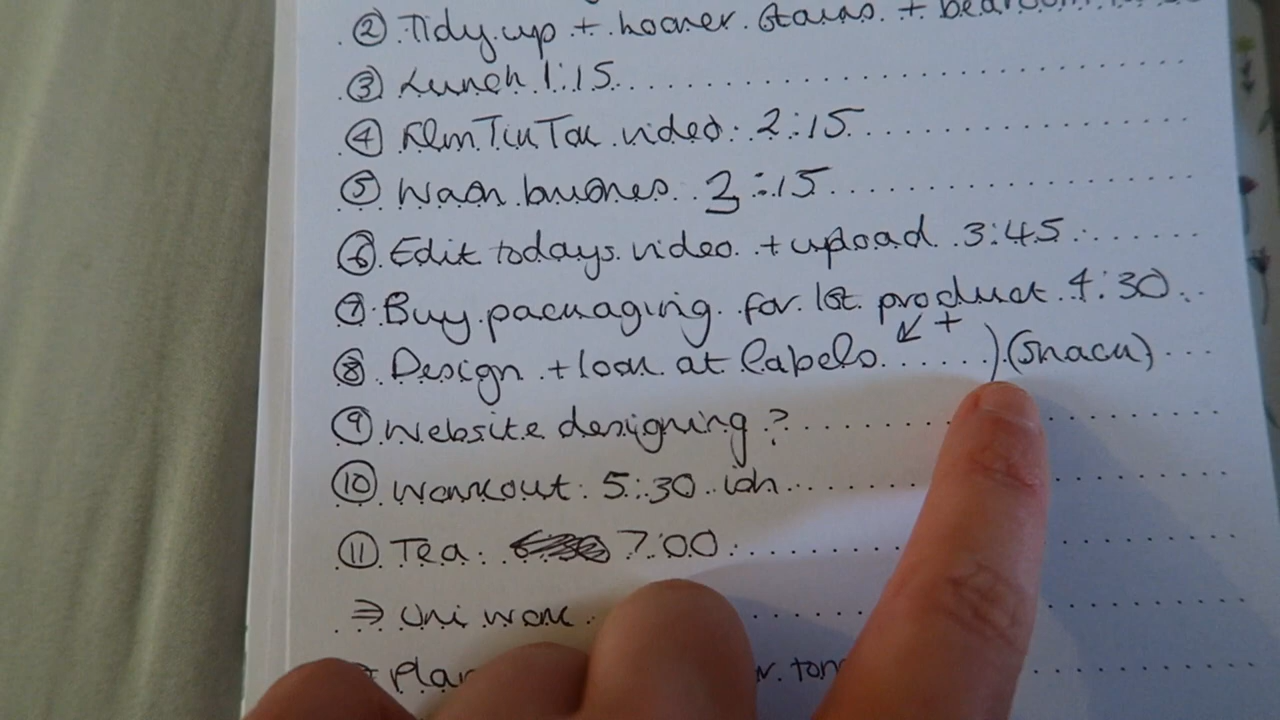 ② Tidy up + hoover stairs +
③ Lunch 1:15
④ Film TikTok video 2:15
⑤ Wash brushes 3:15
⑥ Edit todays video + upload 3:45
⑦ Buy packaging for 1st product 4:30
⑧ Design + look at labels ↙ + ) (snack)
⑨ Website designing?
⑩ Workout 5:30 ish
⑪ Tea 7:00
⇒ Uni work